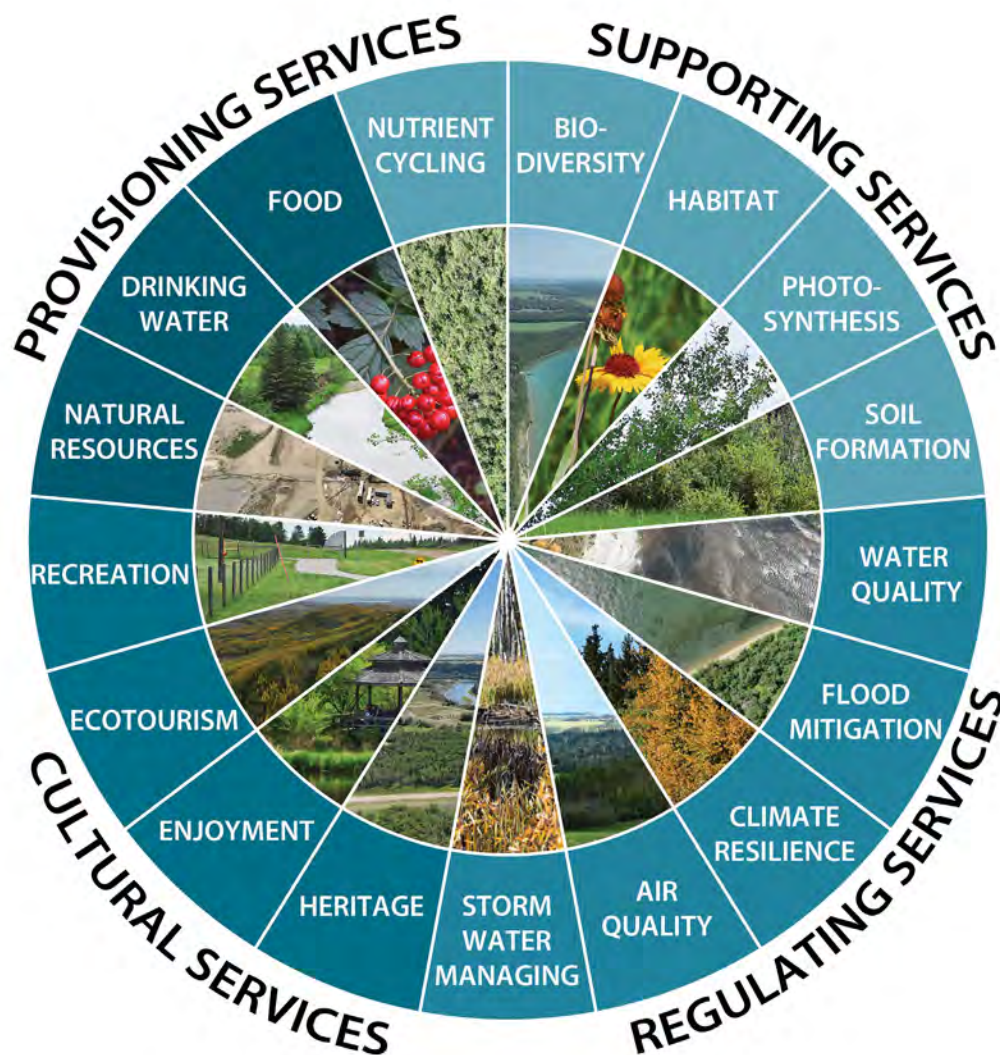 PROVISIONING SERVICES
SUPPORTING SERVICES
NUTRIENT
CYCLING
BIO-
DIVERSITY
HABITAT
PHOTO-
SYNTHESIS
SOIL
FORMATION
WATER
QUALITY
FLOOD
MITIGATION
CLIMATE
RESILIENCE
AIR
QUALITY
STORM
WATER
MANAGING
HERITAGE
ENJOYMENT
ECOTOURISM
RECREATION
NATURAL
RESOURCES
DRINKING
WATER
FOOD
CULTURAL SERVICES
REGULATING SERVICES